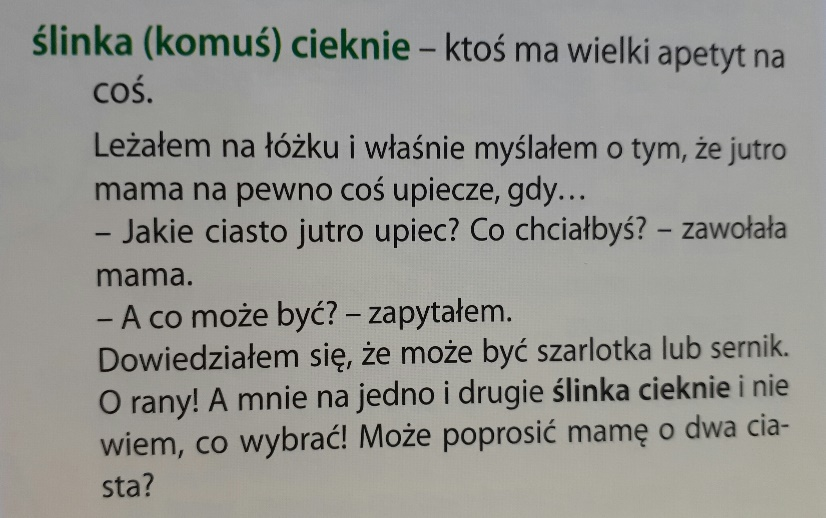 ślinka (komuś) cieknie – ktoś ma wielki apetyt na
coś.
Leżałem na łóżku i właśnie myślałem o tym, że jutro
mama na pewno coś upiecze, gdy…
– Jakie ciasto jutro upiec? Co chciałbyś? – zawołała
mama.
– A co może być? – zapytałem.
Dowiedziałem się, że może być szarlotka lub sernik.
O rany! A mnie na jedno i drugie ślinka cieknie i nie
wiem, co wybrać! Może poprosić mamę o dwa cia-
sta?